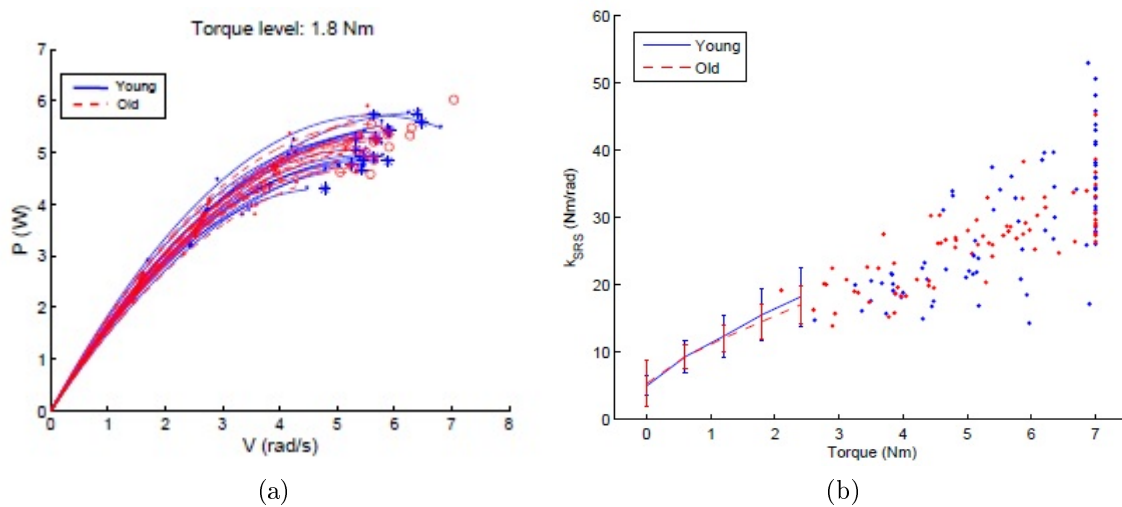 Torque level: 1.8 Nm
7
6
5
4
3
2
1
0
P (W)
Young
Old
0 1 2 3 4 5 6 7 8
V (rad/s)
(a)
60
50
40
30
20
10
0
k_SRS (Nm/rad)
Young
Old
0 1 2 3 4 5 6 7
Torque (Nm)
(b)